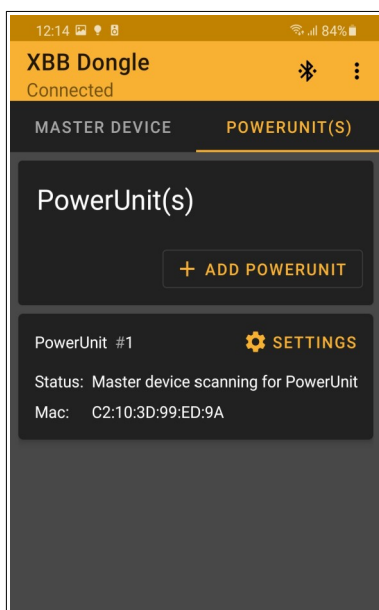 12:14 84%
XBB Dongle
Connected
MASTER DEVICE POWERUNIT(S)
PowerUnit(s)
+ ADD POWERUNIT
PowerUnit #1 SETTINGS
Status: Master device scanning for PowerUnit
Mac: C2:10:3D:99:ED:9A